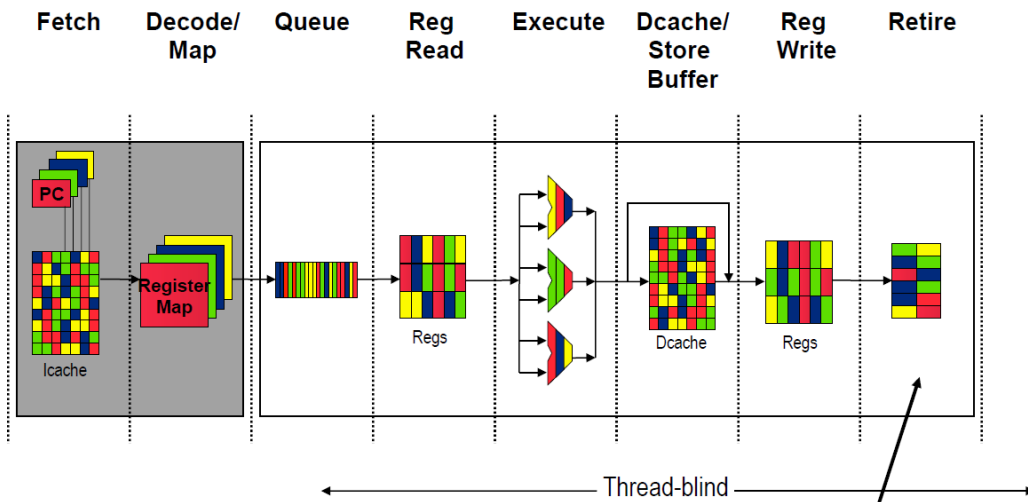 Fetch
Decode/
Map
Queue
Reg
Read
Execute
Dcache/
Store
Buffer
Reg
Write
Retire
PC
Register
Map
Icache
Regs
Dcache
Regs
Thread-blind